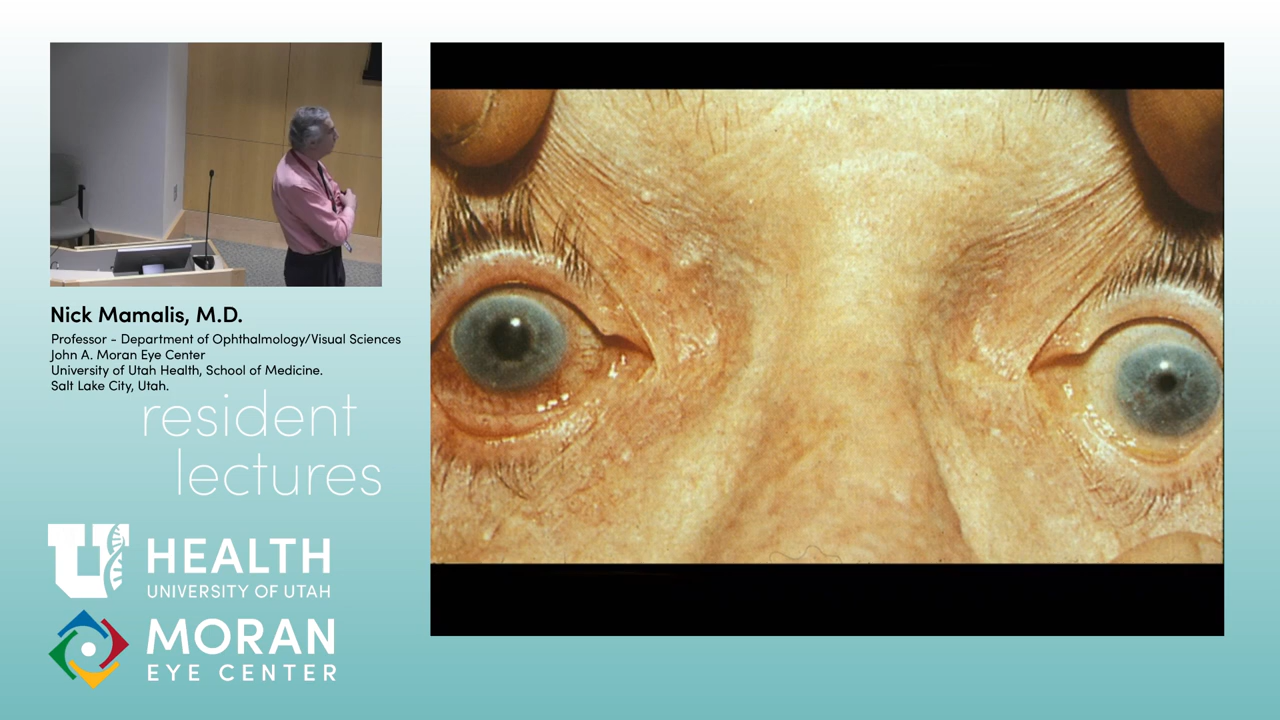 Nick Mamalis, M.D.
Professor - Department of Ophthalmology/Visual Sciences
John A. Moran Eye Center
University of Utah Health, School of Medicine.
Salt Lake City, Utah.
resident
lectures
U HEALTH
UNIVERSITY OF UTAH
MORAN
EYE CENTER